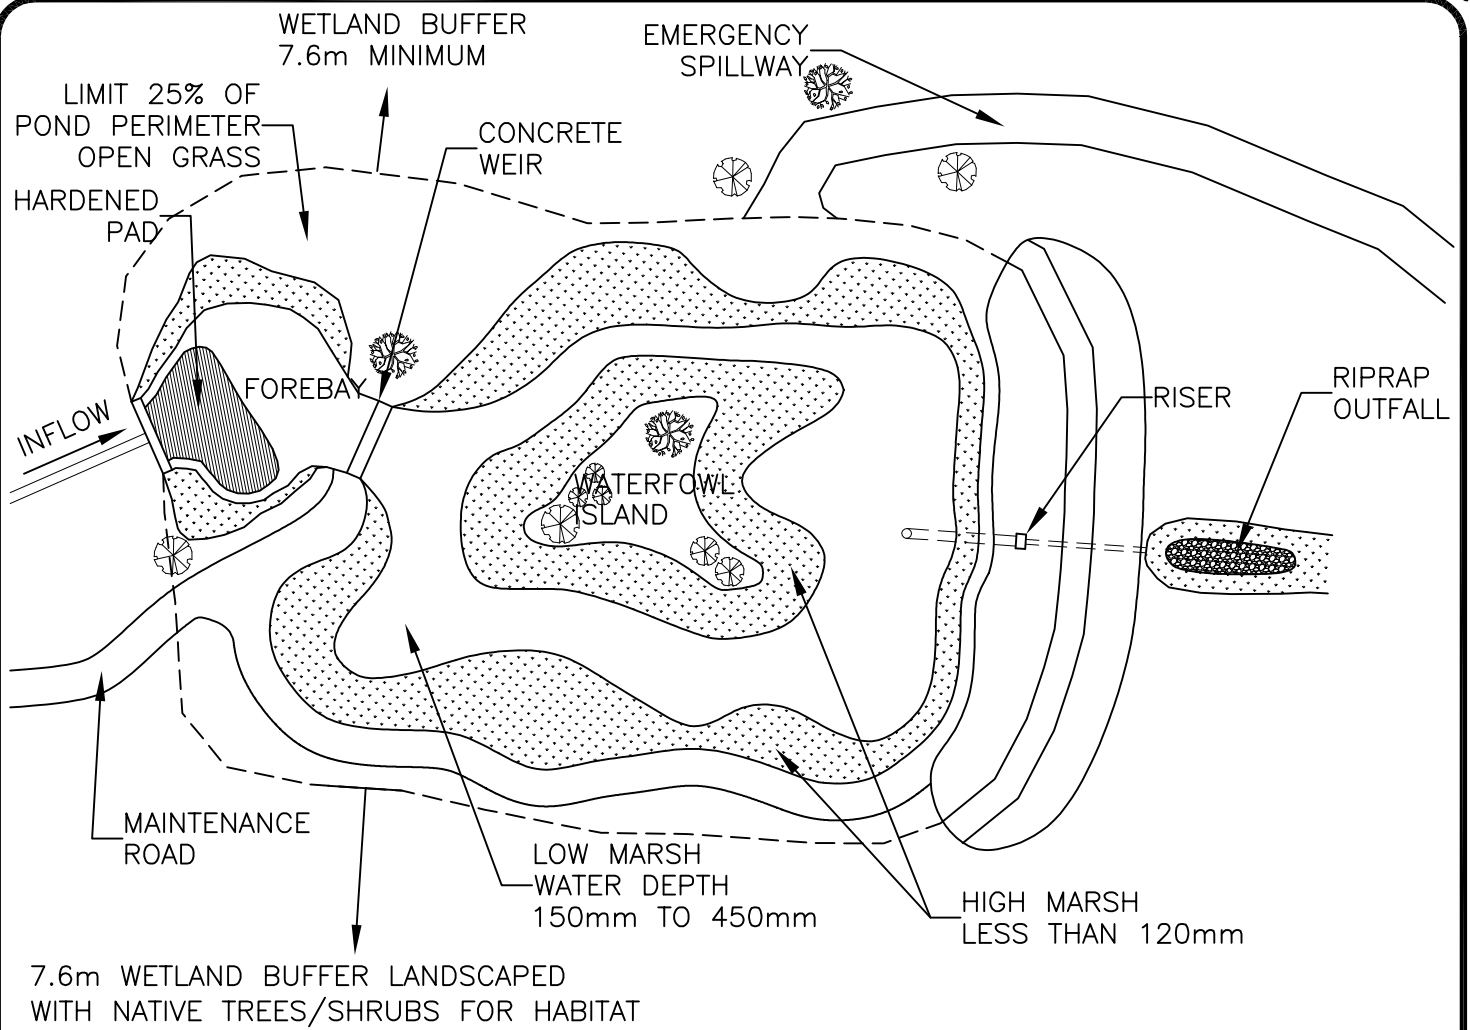 WETLAND BUFFER
7.6m MINIMUM
EMERGENCY
SPILLWAY
LIMIT 25% OF
POND PERIMETER
OPEN GRASS
CONCRETE
WEIR
HARDENED
PAD
FOREBAY
INFLOW
RISER
RIPRAP
OUTFALL
WATERFOWL
ISLAND
MAINTENANCE
ROAD
LOW MARSH
WATER DEPTH
150mm TO 450mm
HIGH MARSH
LESS THAN 120mm
7.6m WETLAND BUFFER LANDSCAPED
WITH NATIVE TREES/SHRUBS FOR HABITAT